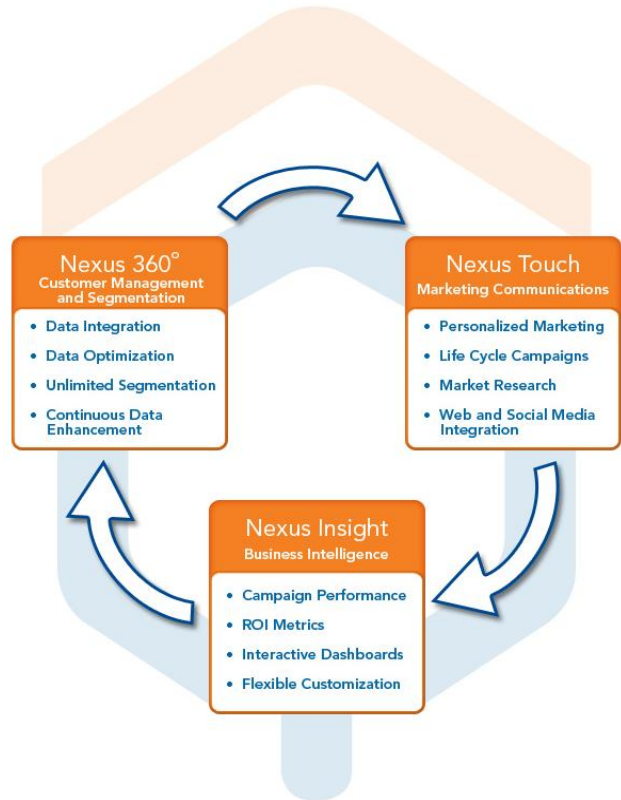 Nexus 360°
Customer Management
and Segmentation
• Data Integration
• Data Optimization
• Unlimited Segmentation
• Continuous Data
Enhancement
Nexus Touch
Marketing Communications
• Personalized Marketing
• Life Cycle Campaigns
• Market Research
• Web and Social Media
Integration
Nexus Insight
Business Intelligence
• Campaign Performance
• ROI Metrics
• Interactive Dashboards
• Flexible Customization